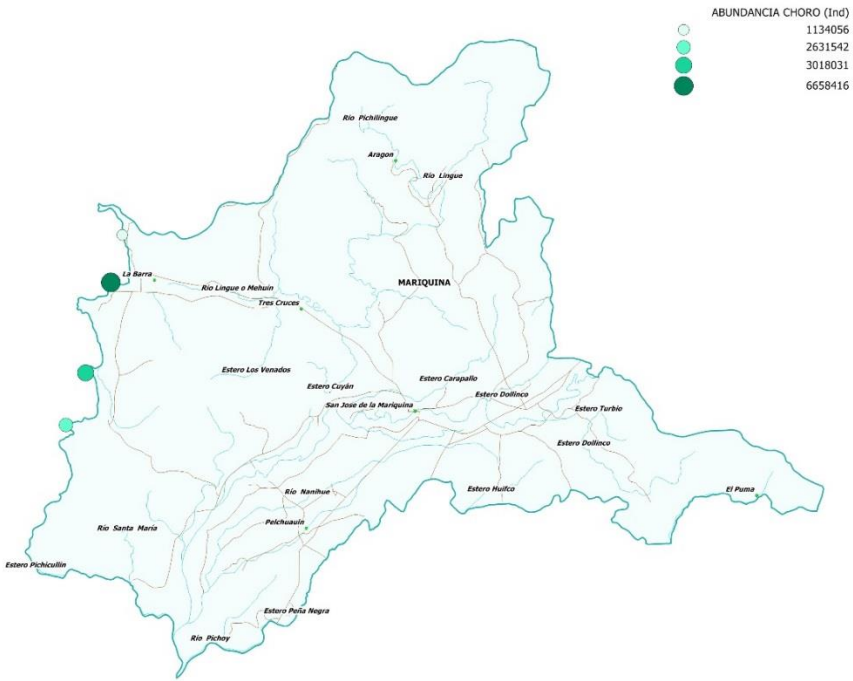 ABUNDANCIA CHORO (Ind)
1134056
2631542
3018031
6658416
Río Pichilingue
Aragon
Río Lingue
La Barra
MARIQUINA
Río Lingue o Mehuín
Tres Cruces
Estero Los Venados
Estero Carapallo
Estero Cuyán
Estero Dollinco
San Jose de la Mariquina
Estero Turbio
Estero Dollinco
Río Nanihue
Estero Huifco
El Puma
Río Santa María
Pelchuauin
Estero Pichicullin
Estero Peña Negra
Río Pichoy